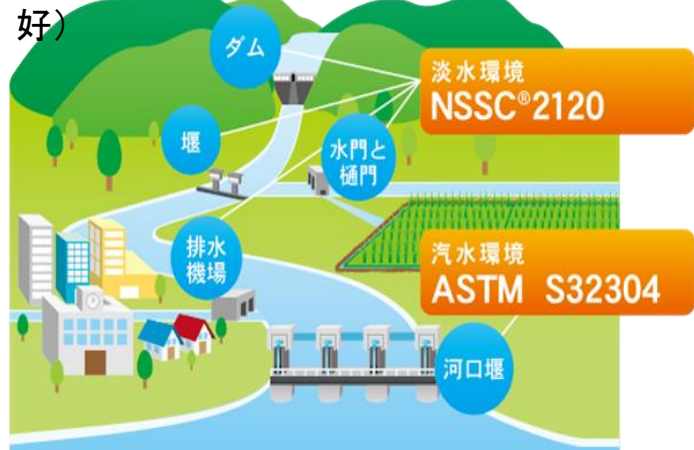 好）
ダム
淡水環境
NSSC®2120
堰
水門と
樋門
排水
機場
汽水環境
ASTM S32304
河口堰